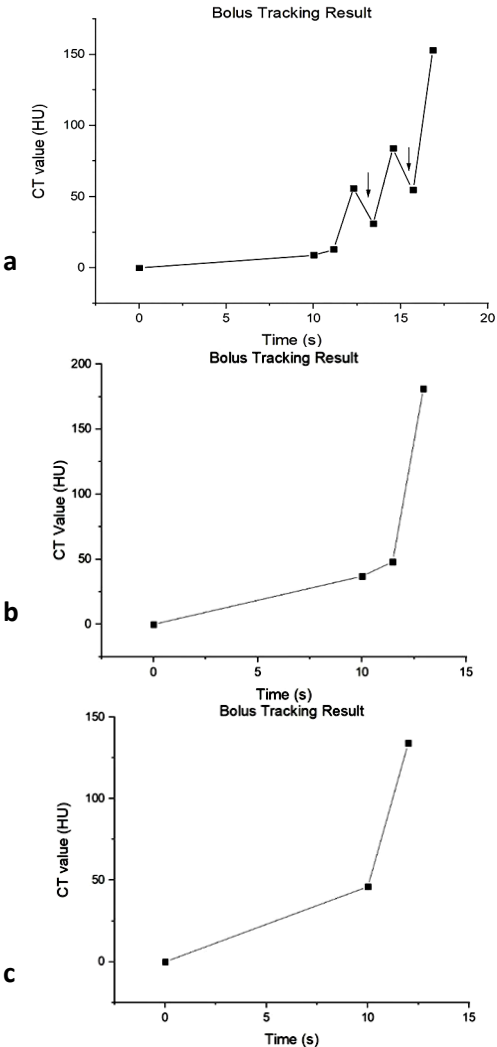 Bolus Tracking Result
150
100
50
0
CT value (HU)
a
0 5 10 15 20
Time (s)
Bolus Tracking Result
200
150
100
50
0
CT Value (HU)
b
0 5 10 15
Time (s)
Bolus Tracking Result
150
100
50
0
CT value (HU)
c
0 5 10 15
Time (s)